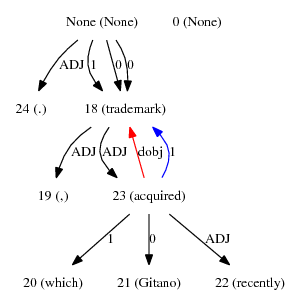 None (None) 0 (None)
ADJ 1 0 0
24 (.) 18 (trademark)
ADJ ADJ dobj 1
19 (,) 23 (acquired)
1 0 ADJ
20 (which) 21 (Gitano) 22 (recently)